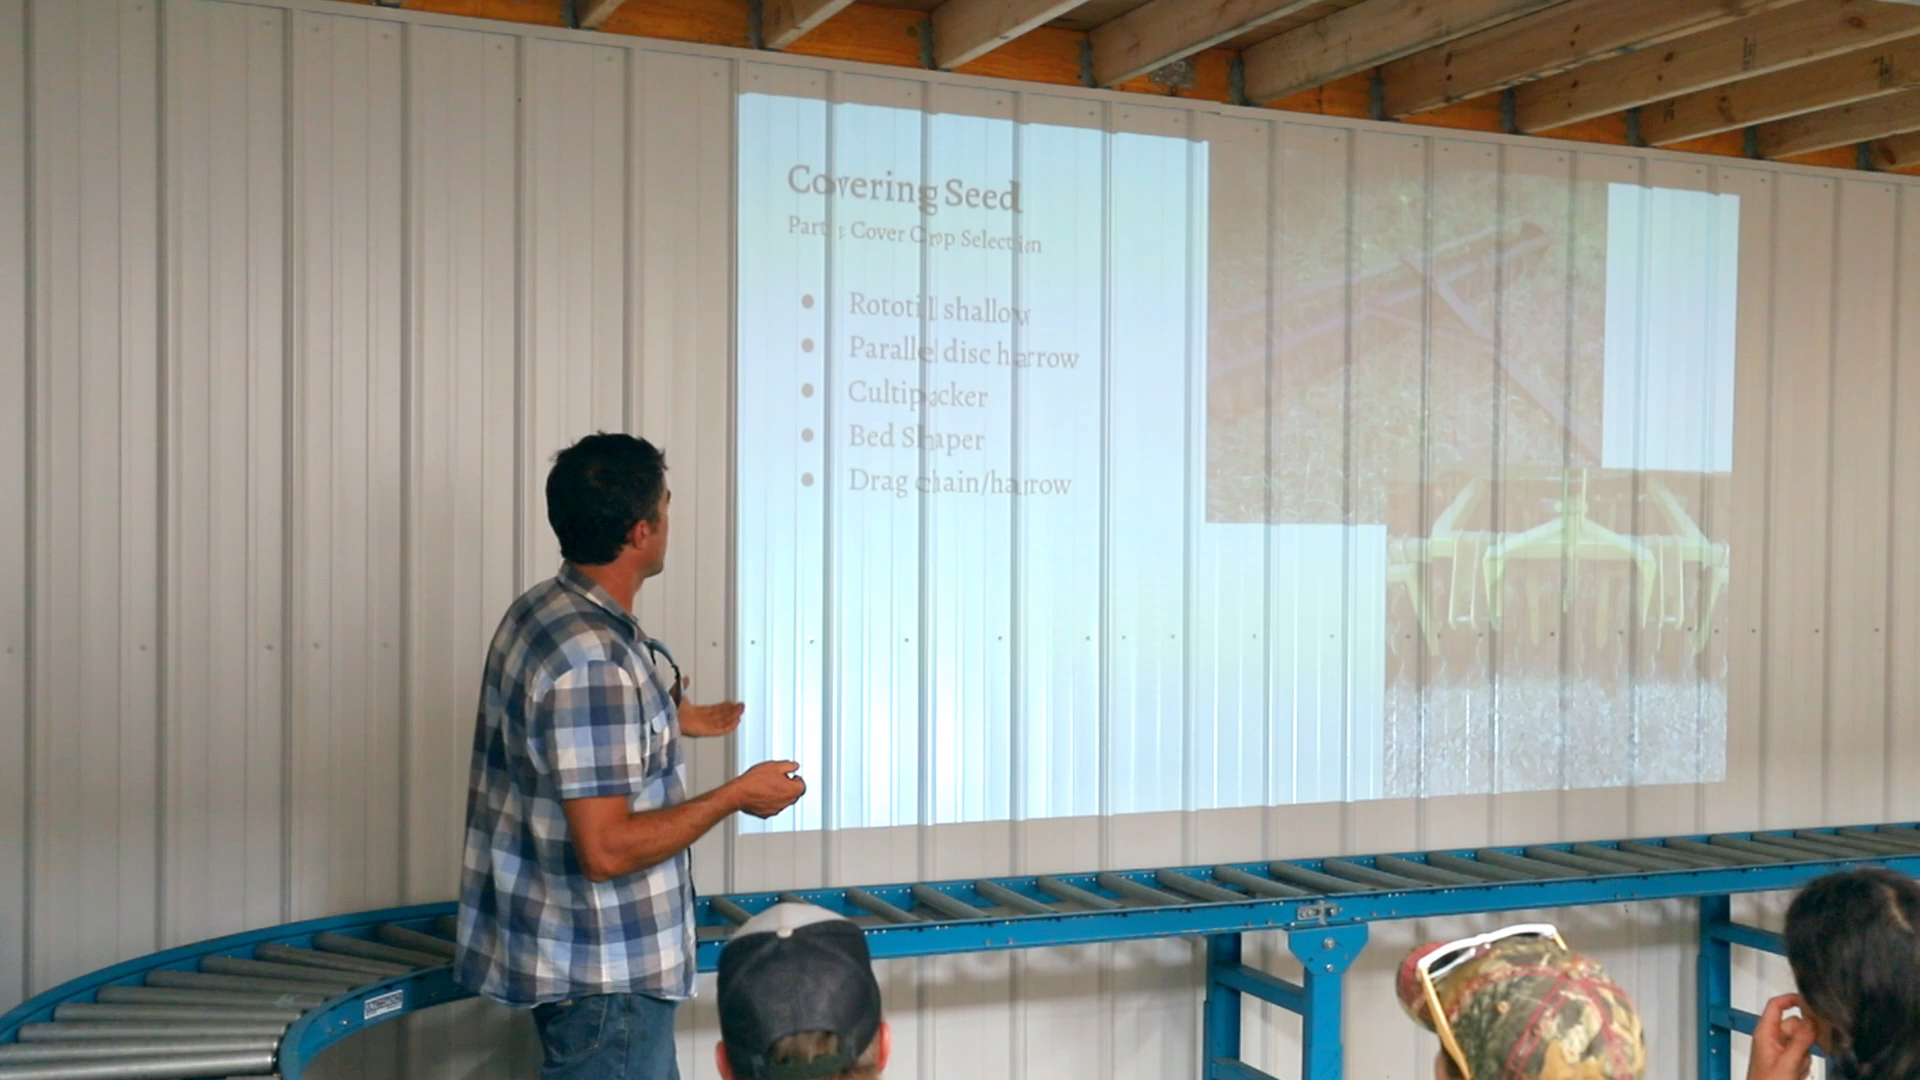 Covering Seed
Part Cover Crop Selection
Rototill shallow
Parallel disc harrow
Cultipacker
Bed Shaper
Drag chain/harrow